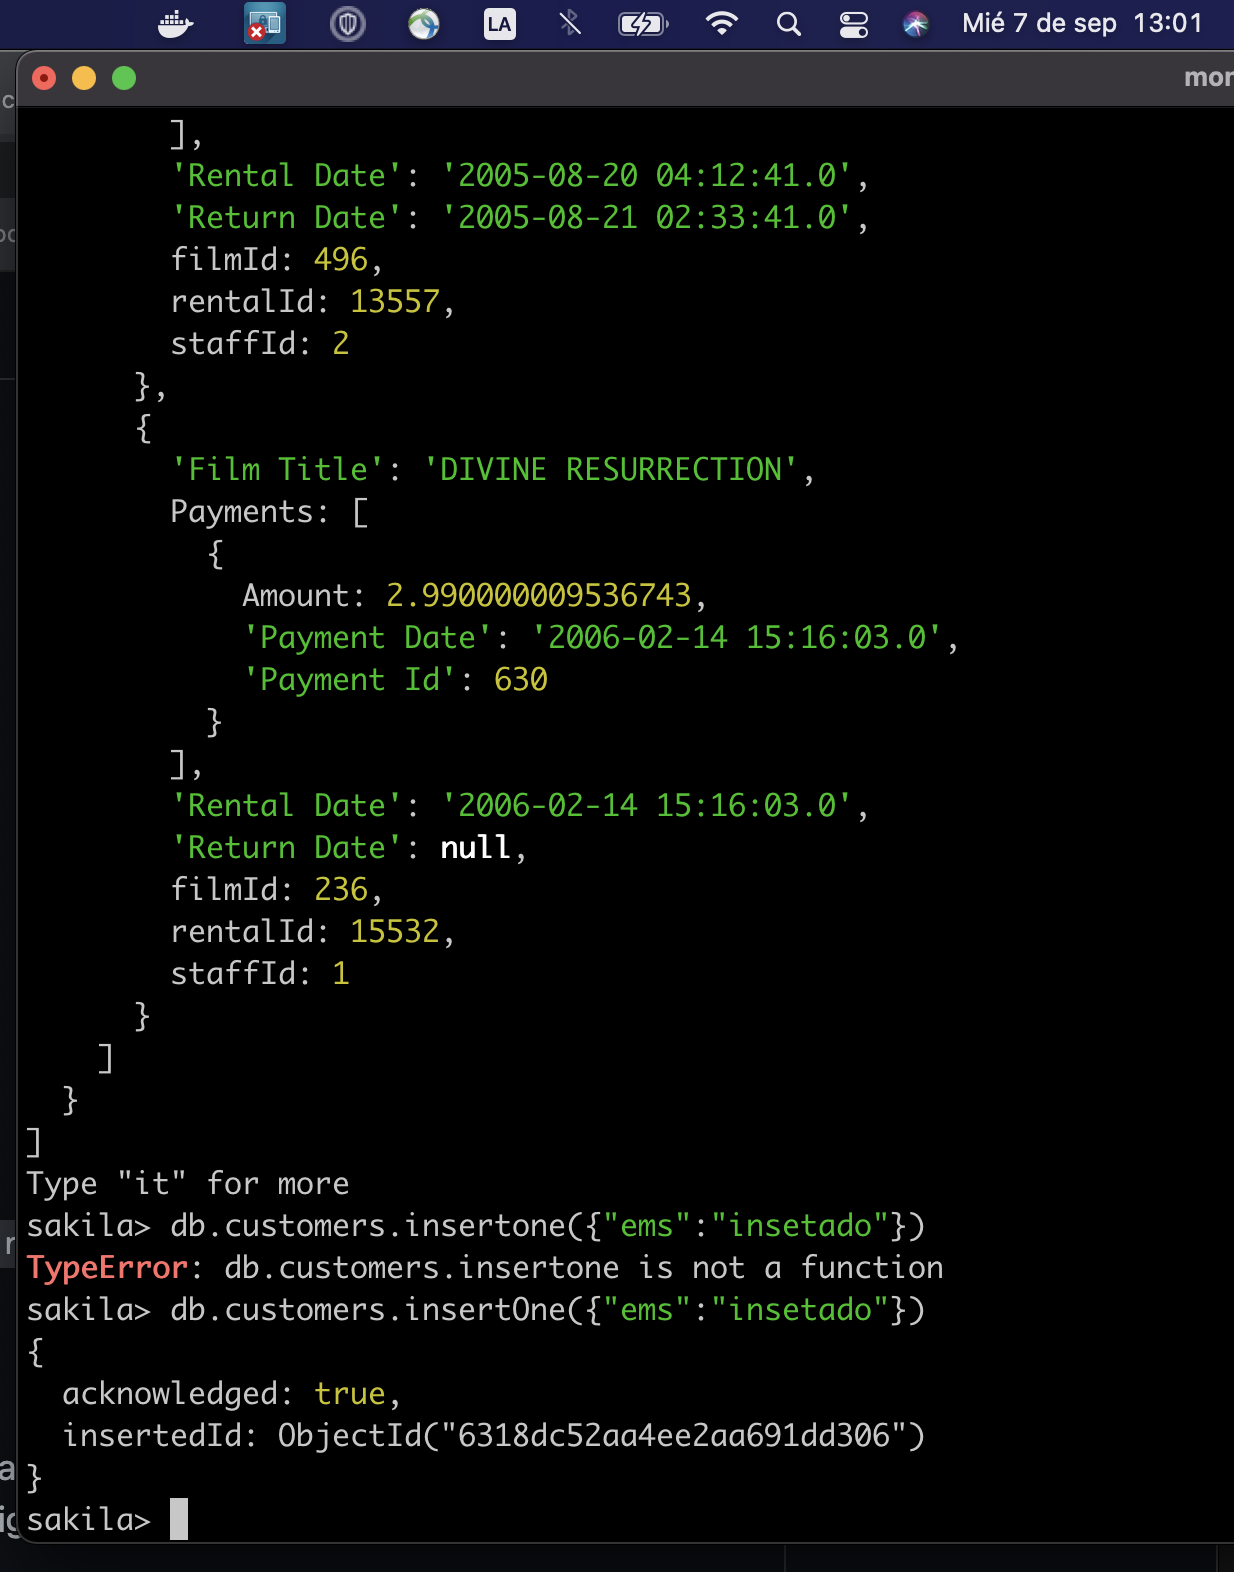 LA
Mié 7 de sep 13:01
],
'Rental Date': '2005-08-20 04:12:41.0',
'Return Date': '2005-08-21 02:33:41.0',
filmId: 496,
rentalId: 13557,
staffId: 2
},
{
'Film Title': 'DIVINE RESURRECTION',
Payments: [
{
Amount: 2.990000009536743,
'Payment Date': '2006-02-14 15:16:03.0',
'Payment Id': 630
}
],
'Rental Date': '2006-02-14 15:16:03.0',
'Return Date': null,
filmId: 236,
rentalId: 15532,
staffId: 1
}
]
}
]
Type "it" for more
sakila> db.customers.insertone({"ems":"insetado"})
TypeError: db.customers.insertone is not a function
sakila> db.customers.insertOne({"ems":"insetado"})
{
acknowledged: true,
insertedId: ObjectId("6318dc52aa4ee2aa691dd306")
}
sakila>